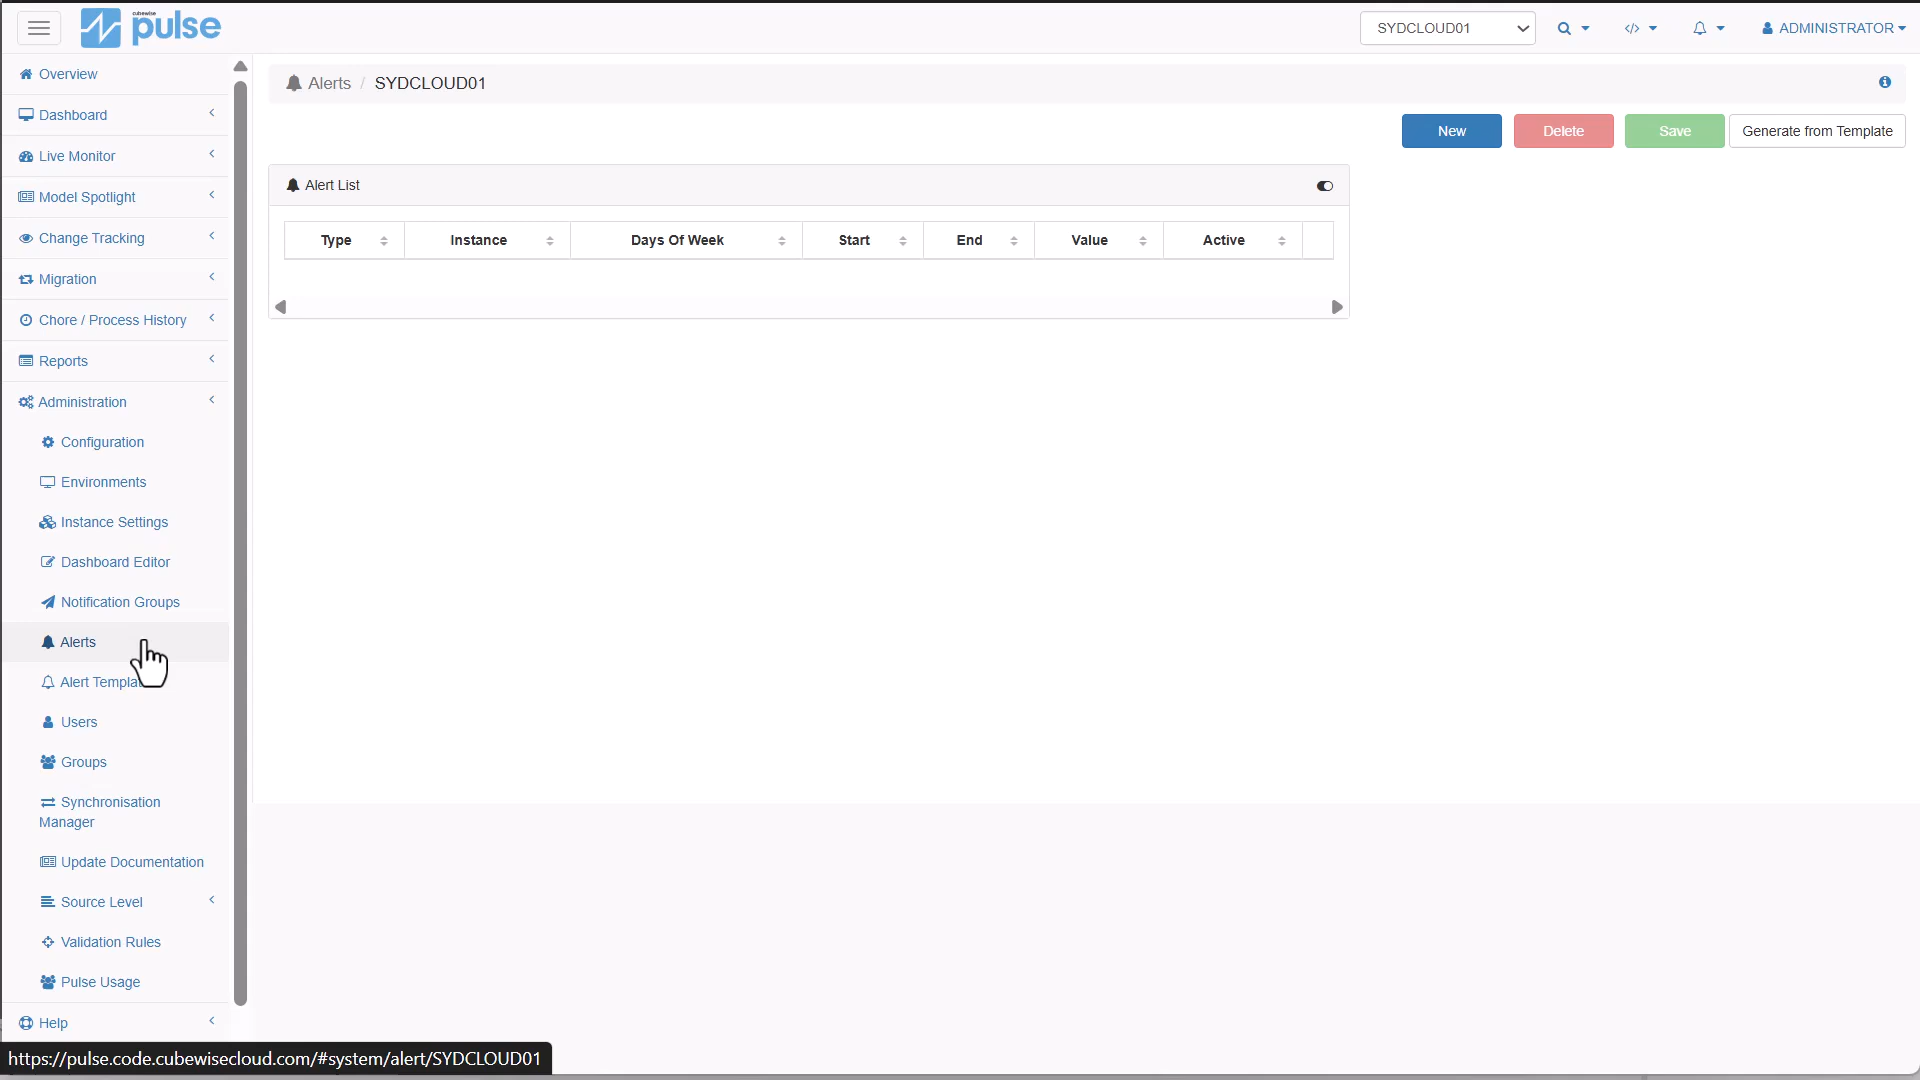 cubewise
pulse
SYDCLOUD01
</>
ADMINISTRATOR
Overview
Dashboard
Live Monitor
Model Spotlight
Change Tracking
Migration
Chore / Process History
Reports
Administration
Configuration
Environments
Instance Settings
Dashboard Editor
Notification Groups
Alerts
Alert
Users
Groups
Synchronisation
Manager
Update Documentation
Source Level
Validation Rules
Pulse Usage
Help
Alerts / SYDCLOUD01
New
Delete
Save
Generate from Template
Alert List
Type
Instance
Days Of Week
Start
End
Value
Active
https://pulse.code.cubewisecloud.com/#system/alert/SYDCLOUD01